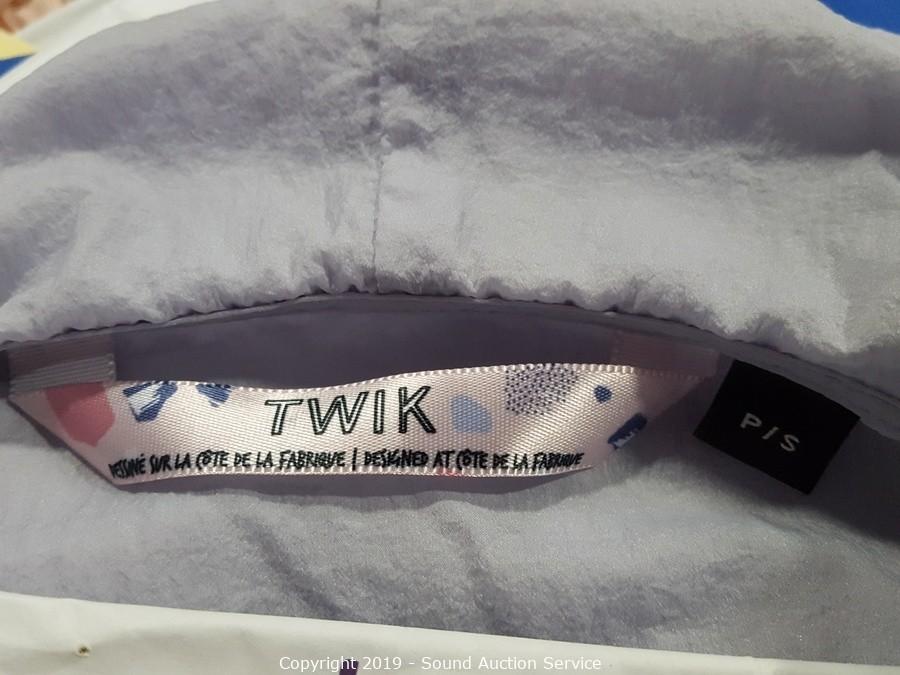 TWIK
DESSINÉ SUR LA CÔTE DE LA FABRIQUE | DESIGNED AT CÔTE DE LA FABRIQUE
P/S
Copyright 2019 - Sound Auction Service